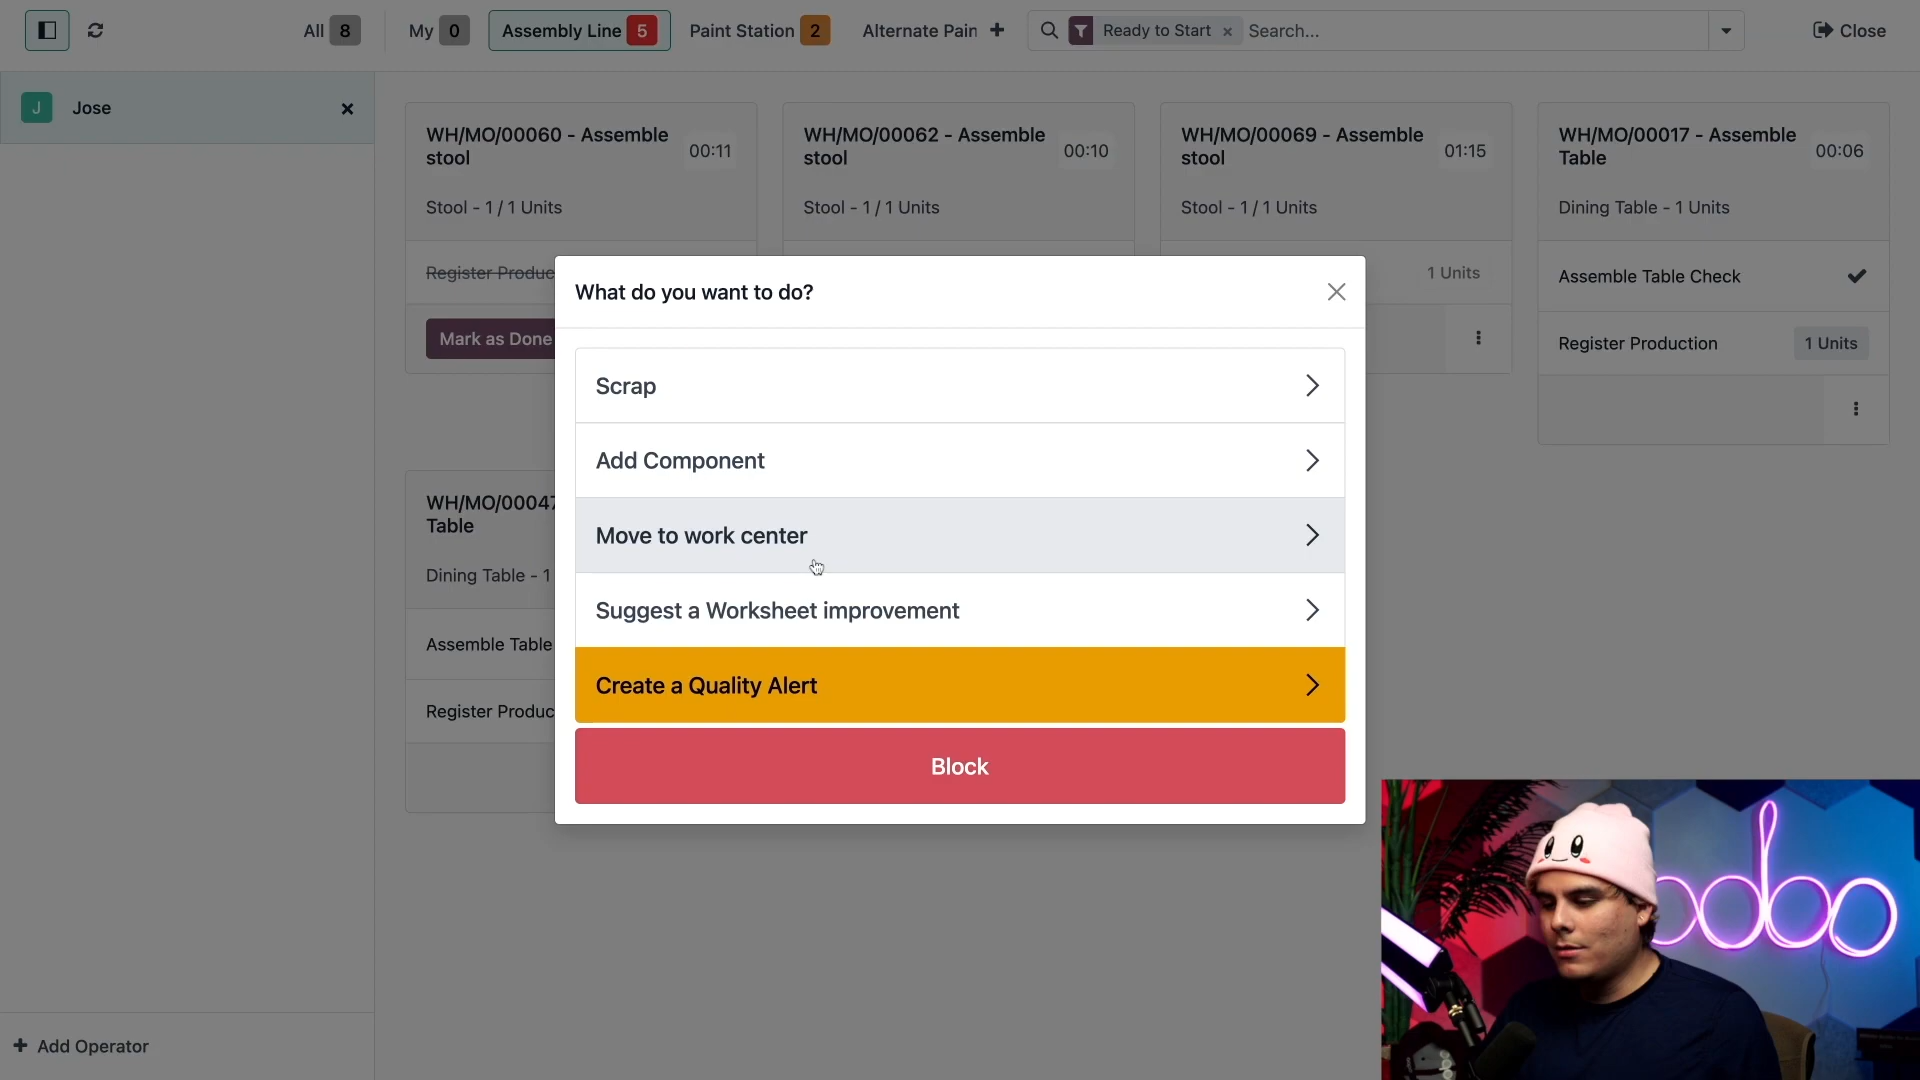 All 8
My 0
Assembly Line 5
Paint Station 2
Alternate Pain
Ready to Start
Search...
Close
J Jose
WH/MO/00060 - Assemble
stool
00:11
Stool - 1 / 1 Units
Register Produc
Mark as Done
WH/MO/00062 - Assemble
stool
00:10
Stool - 1 / 1 Units
WH/MO/00069 - Assemble
stool
01:15
Stool - 1 / 1 Units
1 Units
WH/MO/00017 - Assemble
Table
00:06
Dining Table - 1 Units
Assemble Table Check
Register Production
1 Units
WH/MO/00047
Table
Dining Table - 1
Assemble Table
Register Produc
What do you want to do?
Scrap
Add Component
Move to work center
Suggest a Worksheet improvement
Create a Quality Alert
Block
Add Operator
odoo